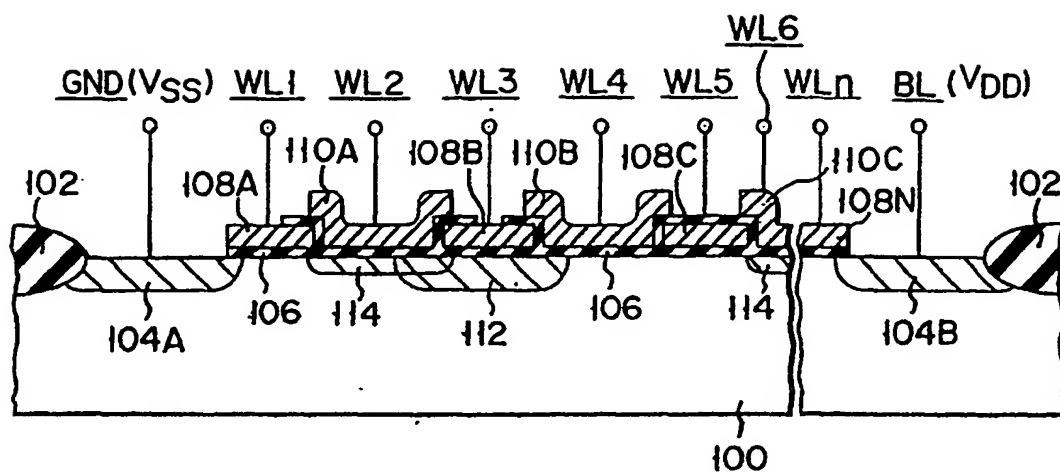 WL6
GND(VSS) WL1 WL2 WL3 WL4 WL5 WLn BL (VDD)
110A 108B 110B 108C 110C
102 108A 108N 102
104A 106 114 112 106 114 104B
100